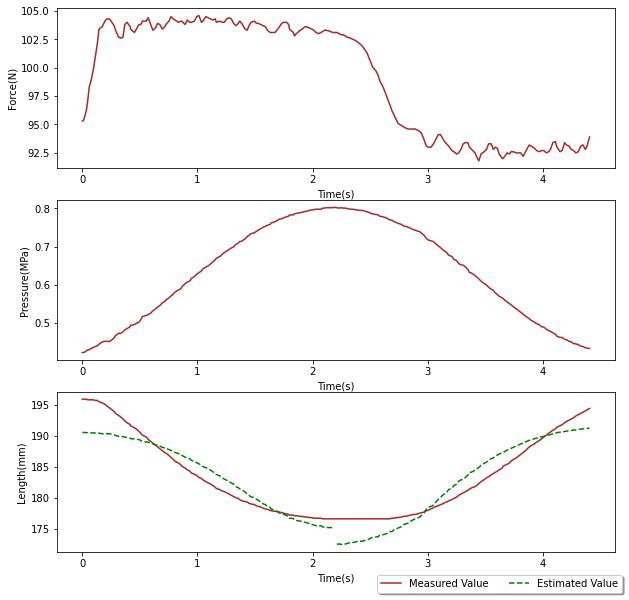 105.0
102.5
100.0
97.5
95.0
92.5
Force(N)
0 1 2 3 4
Time(s)
0.8
0.7
0.6
0.5
Pressure(MPa)
0 1 2 3 4
Time(s)
195
190
185
180
175
Length(mm)
0 1 2 3 4
Time(s)
Measured Value Estimated Value